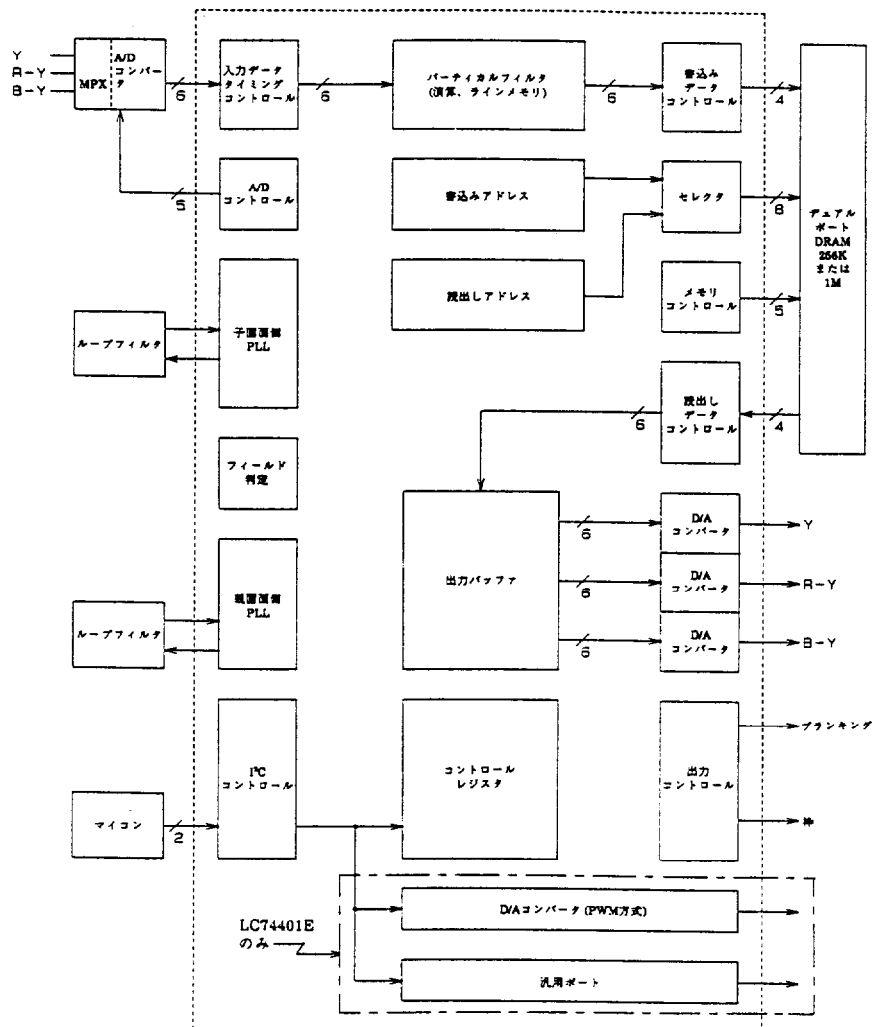 Y
R-Y
B-Y
MPX
A/D
コンバー
タ
6
入力データ
タイミング
コントロール
6
バーティカルフィルタ
(演算、ラインメモリ)
6
書込み
データ
コントロール
4
デュアル
ポート
DRAM
256K
または
1M
5
A/D
コントロール
書込みアドレス
セレクタ
8
読出しアドレス
メモリ
コントロール
5
ループフィルタ
子画面側
PLL
読出し
データ
コントロール
6
4
フィールド
判定
出力バッファ
6
D/A
コンバータ
Y
6
D/A
コンバータ
R-Y
6
D/A
コンバータ
B-Y
ループフィルタ
親画面側
PLL
マイコン
2
I²C
コントロール
コントロール
レジスタ
出力
コントロール
ブランキング
枠
LC74401E
のみ
D/Aコンバータ(PWM方式)
汎用ポート